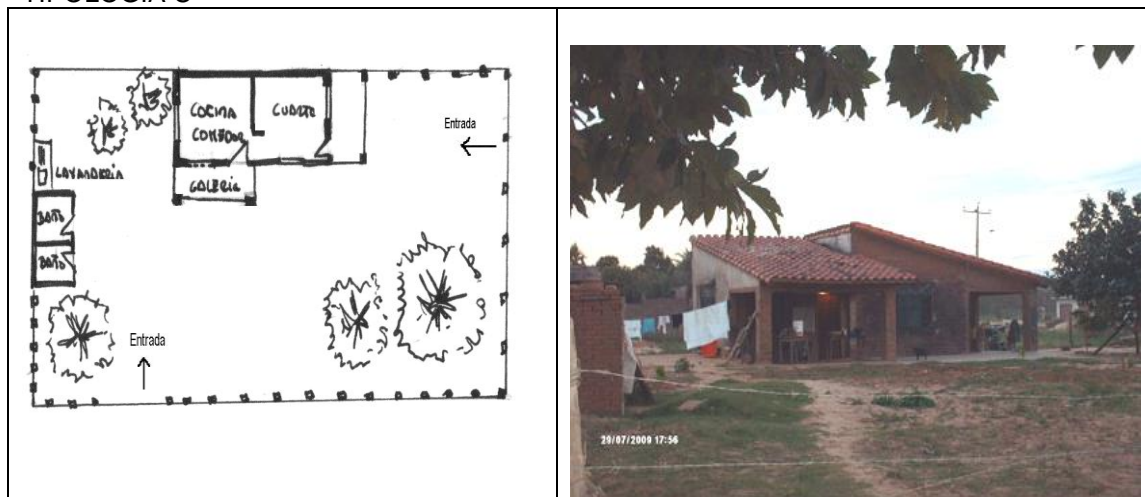 COCINA
COMEDOR
CUARTO
GALERIA
LAVANDERIA
BAÑO
BAÑO
Entrada
Entrada
29/07/2009 17:56